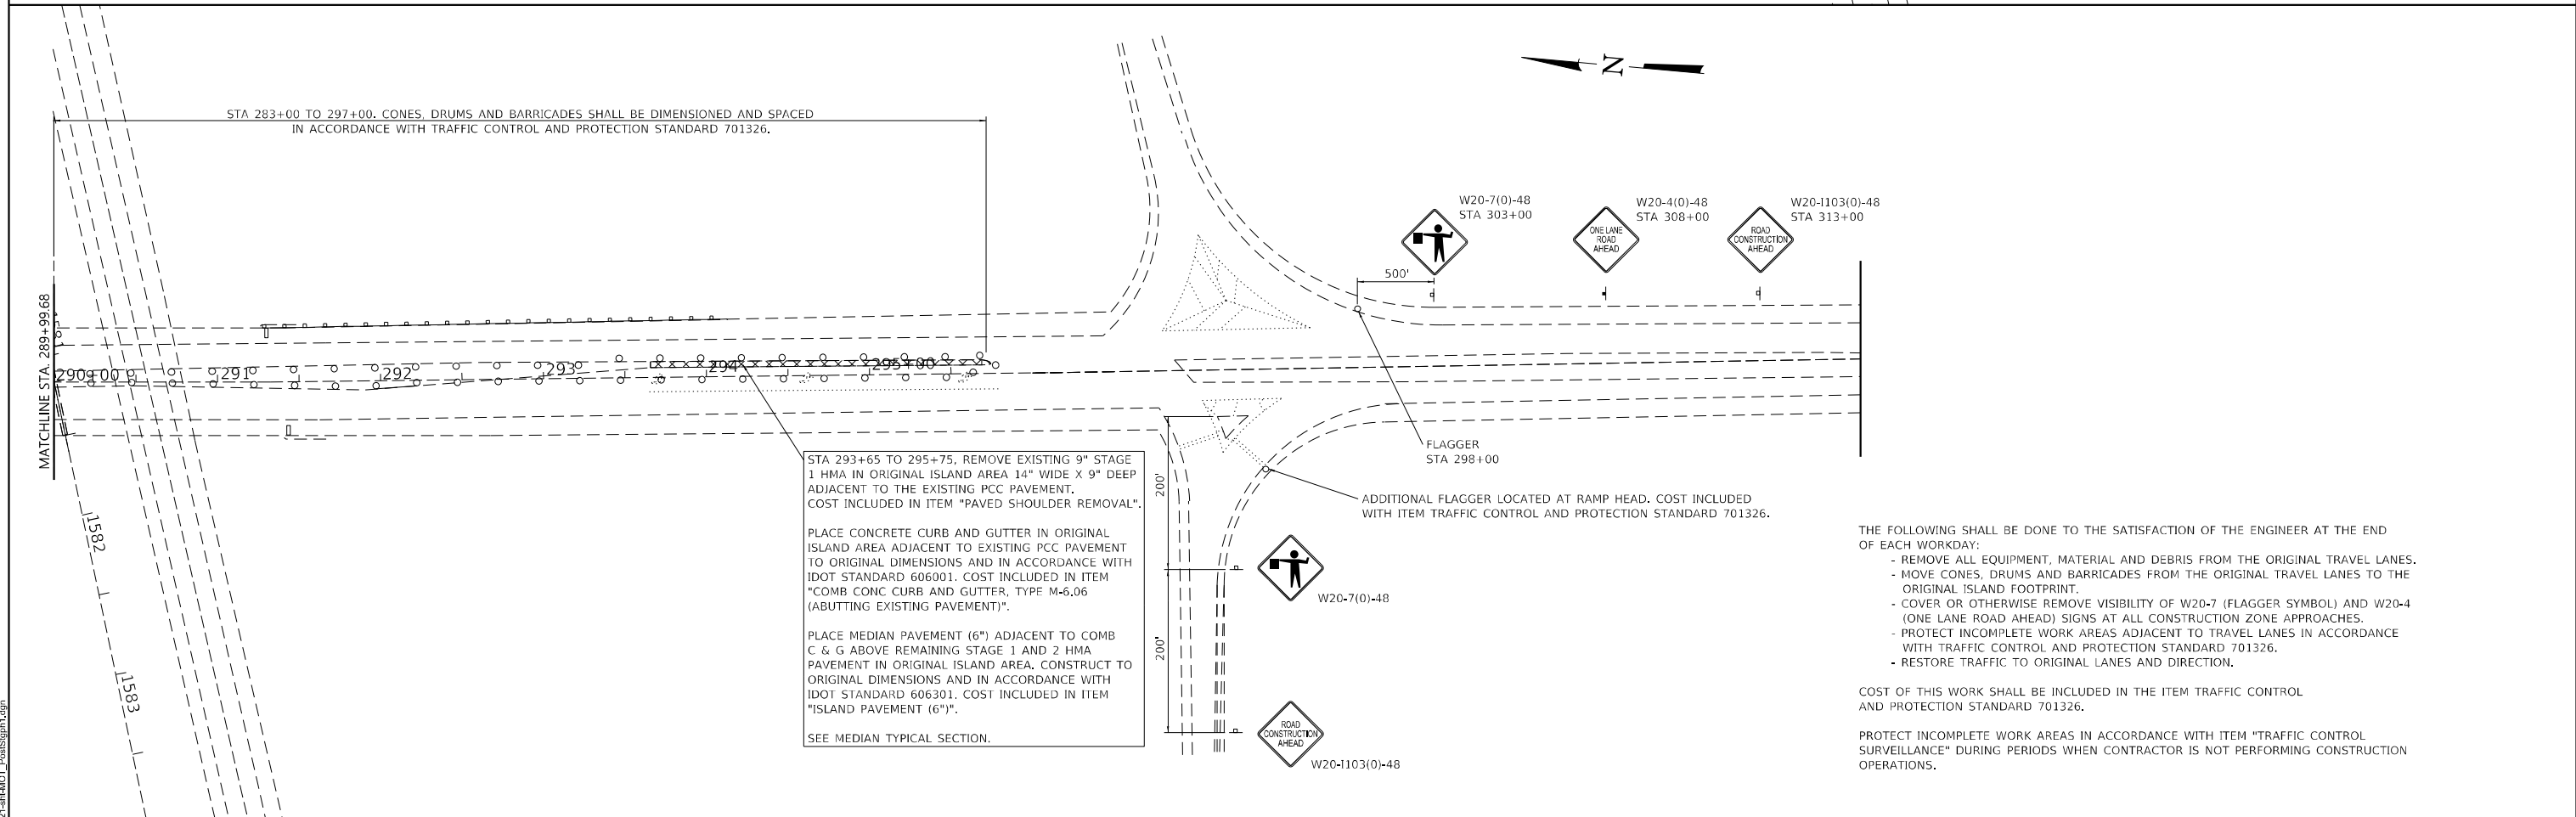 N
STA 283+00 TO 297+00. CONES, DRUMS AND BARRICADES SHALL BE DIMENSIONED AND SPACED
IN ACCORDANCE WITH TRAFFIC CONTROL AND PROTECTION STANDARD 701326.
W20-7(0)-48
STA 303+00
W20-4(0)-48
STA 308+00
W20-I103(0)-48
STA 313+00
ONE LANE
ROAD
AHEAD
ROAD
CONSTRUCTION
AHEAD
500'
MATCHLINE STA. 289+99.68
290+00
291
292
293
294
295+00
FLAGGER
STA 298+00
STA 293+65 TO 295+75, REMOVE EXISTING 9" STAGE
1 HMA IN ORIGINAL ISLAND AREA 14" WIDE X 9" DEEP
ADJACENT TO THE EXISTING PCC PAVEMENT.
COST INCLUDED IN ITEM "PAVED SHOULDER REMOVAL".
PLACE CONCRETE CURB AND GUTTER IN ORIGINAL
ISLAND AREA ADJACENT TO EXISTING PCC PAVEMENT
TO ORIGINAL DIMENSIONS AND IN ACCORDANCE WITH
IDOT STANDARD 606001. COST INCLUDED IN ITEM
"COMB CONC CURB AND GUTTER, TYPE M-6.06
(ABUTTING EXISTING PAVEMENT)".
PLACE MEDIAN PAVEMENT (6") ADJACENT TO COMB
C & G ABOVE REMAINING STAGE 1 AND 2 HMA
PAVEMENT IN ORIGINAL ISLAND AREA. CONSTRUCT TO
ORIGINAL DIMENSIONS AND IN ACCORDANCE WITH
IDOT STANDARD 606301. COST INCLUDED IN ITEM
"ISLAND PAVEMENT (6")".
SEE MEDIAN TYPICAL SECTION.
200'
200'
ADDITIONAL FLAGGER LOCATED AT RAMP HEAD. COST INCLUDED
WITH ITEM TRAFFIC CONTROL AND PROTECTION STANDARD 701326.
W20-7(0)-48
ROAD
CONSTRUCTION
AHEAD
W20-I103(0)-48
1582
1583
THE FOLLOWING SHALL BE DONE TO THE SATISFACTION OF THE ENGINEER AT THE END
OF EACH WORKDAY:
- REMOVE ALL EQUIPMENT, MATERIAL AND DEBRIS FROM THE ORIGINAL TRAVEL LANES.
- MOVE CONES, DRUMS AND BARRICADES FROM THE ORIGINAL TRAVEL LANES TO THE
ORIGINAL ISLAND FOOTPRINT.
- COVER OR OTHERWISE REMOVE VISIBILITY OF W20-7 (FLAGGER SYMBOL) AND W20-4
(ONE LANE ROAD AHEAD) SIGNS AT ALL CONSTRUCTION ZONE APPROACHES.
- PROTECT INCOMPLETE WORK AREAS ADJACENT TO TRAVEL LANES IN ACCORDANCE
WITH TRAFFIC CONTROL AND PROTECTION STANDARD 701326.
- RESTORE TRAFFIC TO ORIGINAL LANES AND DIRECTION.
COST OF THIS WORK SHALL BE INCLUDED IN THE ITEM TRAFFIC CONTROL
AND PROTECTION STANDARD 701326.
PROTECT INCOMPLETE WORK AREAS IN ACCORDANCE WITH ITEM "TRAFFIC CONTROL
SURVEILLANCE" DURING PERIODS WHEN CONTRACTOR IS NOT PERFORMING CONSTRUCTION
OPERATIONS.